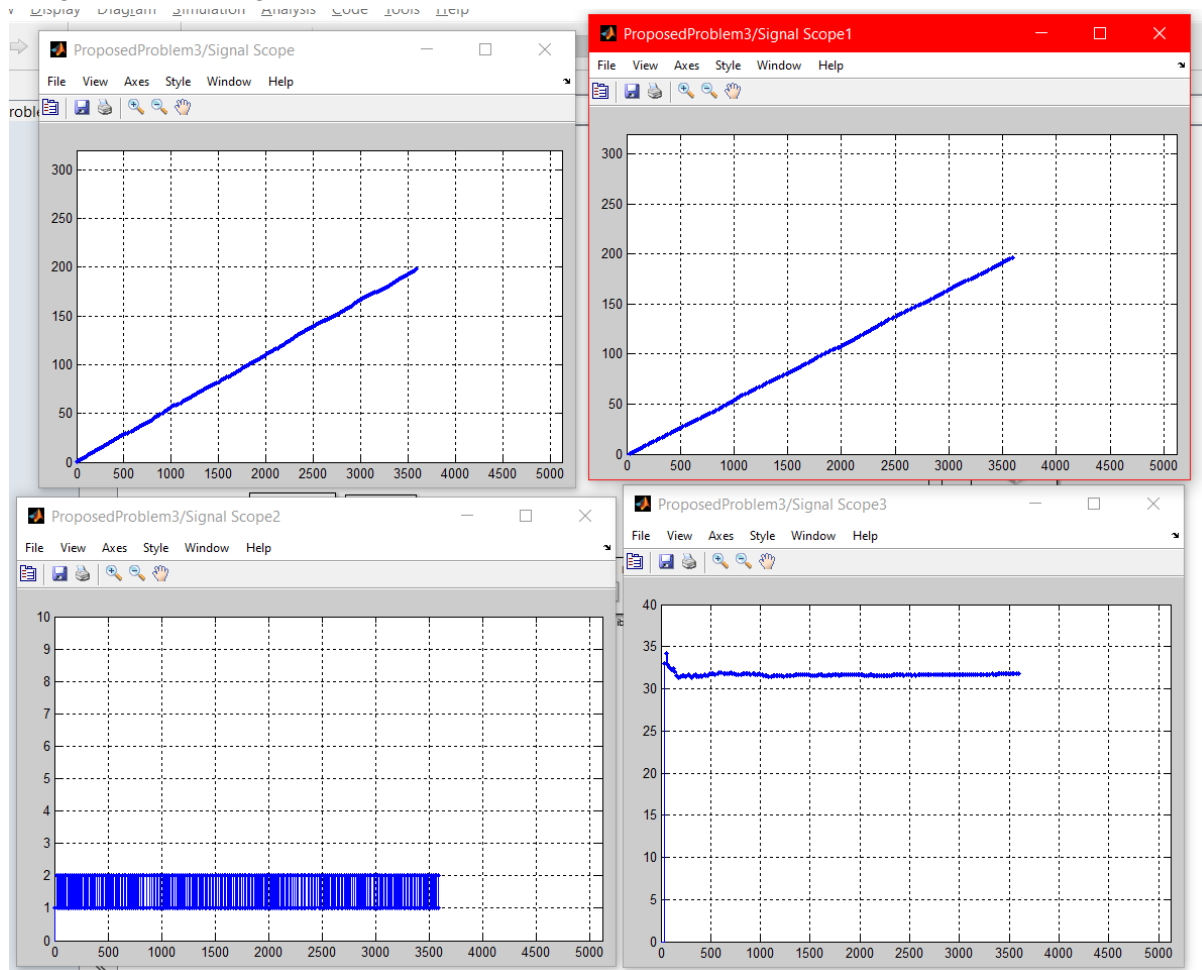 Display Diagram Simulation Analysis Code Tools Help
ProposedProblem3/Signal Scope
File View Axes Style Window Help
300
250
200
150
100
50
0
0 500 1000 1500 2000 2500 3000 3500 4000 4500 5000
ProposedProblem3/Signal Scope1
File View Axes Style Window Help
300
250
200
150
100
50
0
0 500 1000 1500 2000 2500 3000 3500 4000 4500 5000
ProposedProblem3/Signal Scope2
File View Axes Style Window Help
10
9
8
7
6
5
4
3
2
1
0
0 500 1000 1500 2000 2500 3000 3500 4000 4500 5000
ProposedProblem3/Signal Scope3
File View Axes Style Window Help
40
35
30
25
20
15
10
5
0
0 500 1000 1500 2000 2500 3000 3500 4000 4500 5000